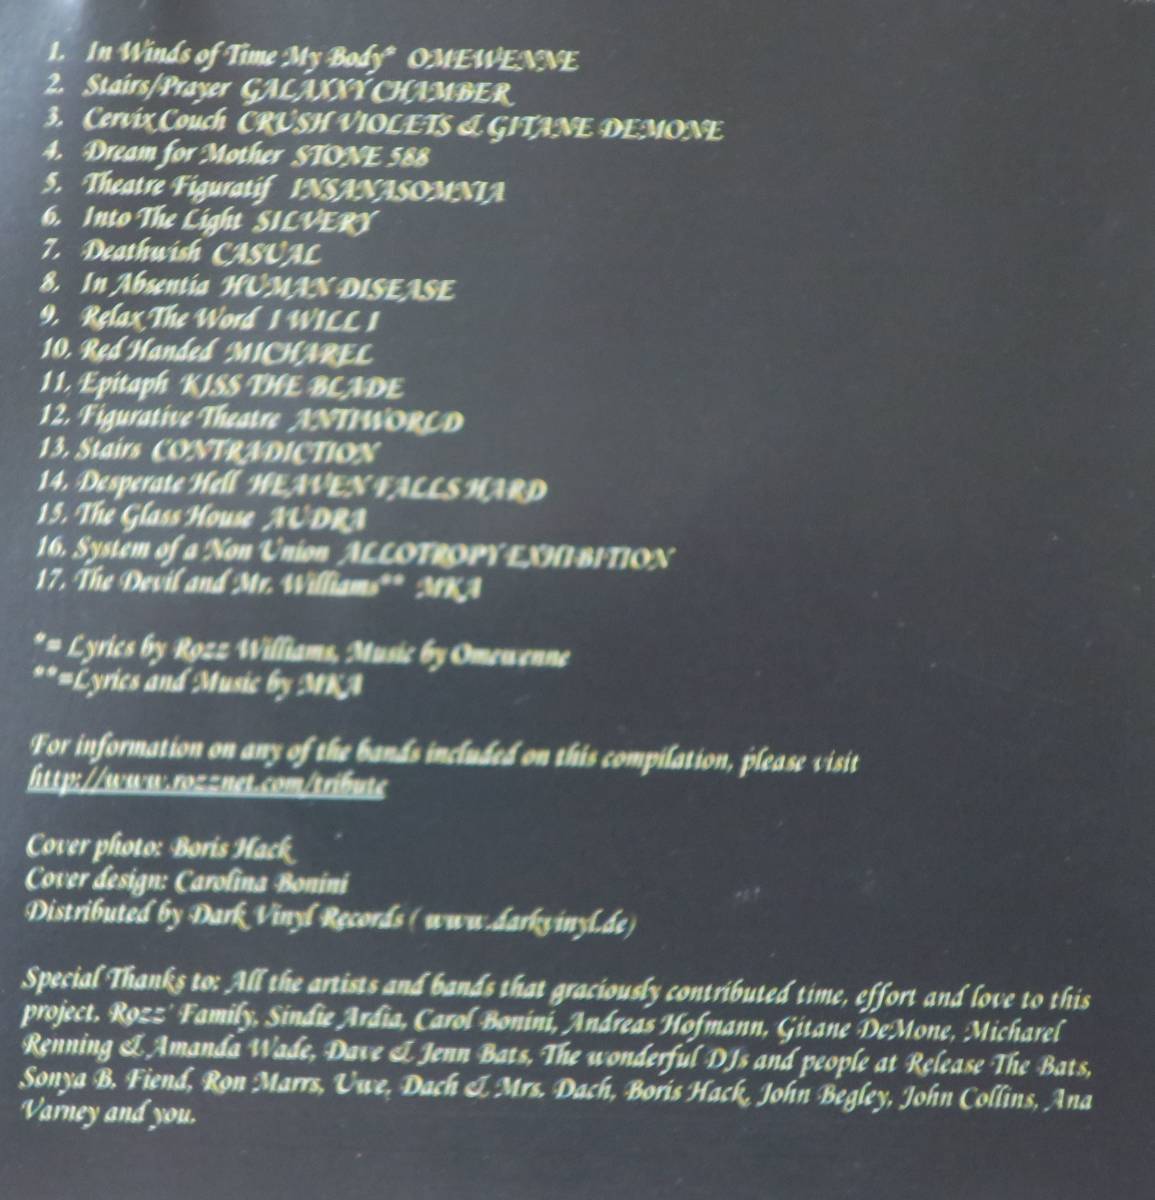 1. In Winds of Time My Body* OMEWENNE
2. Stairs/Prayer GALAXXY CHAMBER
3. Cervix Couch CRUSH VIOLETS & GITANE DEMONE
4. Dream for Mother STONE 588
5. Theatre Figuratif INSANASOMNIA
6. Into The Light SILVERY
7. Deathwish CASUAL
8. In Absentia HUMAN DISEASE
9. Relax The Word I WILL I
10. Red Handed MICHAREL
11. Epitaph KISS THE BLADE
12. Figurative Theatre ANTIWORLD
13. Stairs CONTRADICTION
14. Desperate Hell HEAVEN FALLS HARD
15. The Glass House AUDRA
16. System of a Non Union ALLOTROPY EXHIBITION
17. The Devil and Mr. Williams** MKA
*= Lyrics by Rozz Williams, Music by Omewenne
**=Lyrics and Music by MKA
For information on any of the bands included on this compilation, please visit
http://www.rozznet.com/tribute
Cover photo: Boris Hack
Cover design: Carolina Bonini
Distributed by Dark Vinyl Records ( www.darkvinyl.de)
Special Thanks to: All the artists and bands that graciously contributed time, effort and love to this
project. Rozz' Family, Sindie Ardia, Carol Bonini, Andreas Hofmann, Gitane DeMone, Micharel
Renning & Amanda Wade, Dave & Jenn Bats, The wonderful DJs and people at Release The Bats,
Sonya B. Fiend, Ron Marrs, Uwe, Dach & Mrs. Dach, Boris Hack, John Begley, John Collins, Ana
Varney and you.